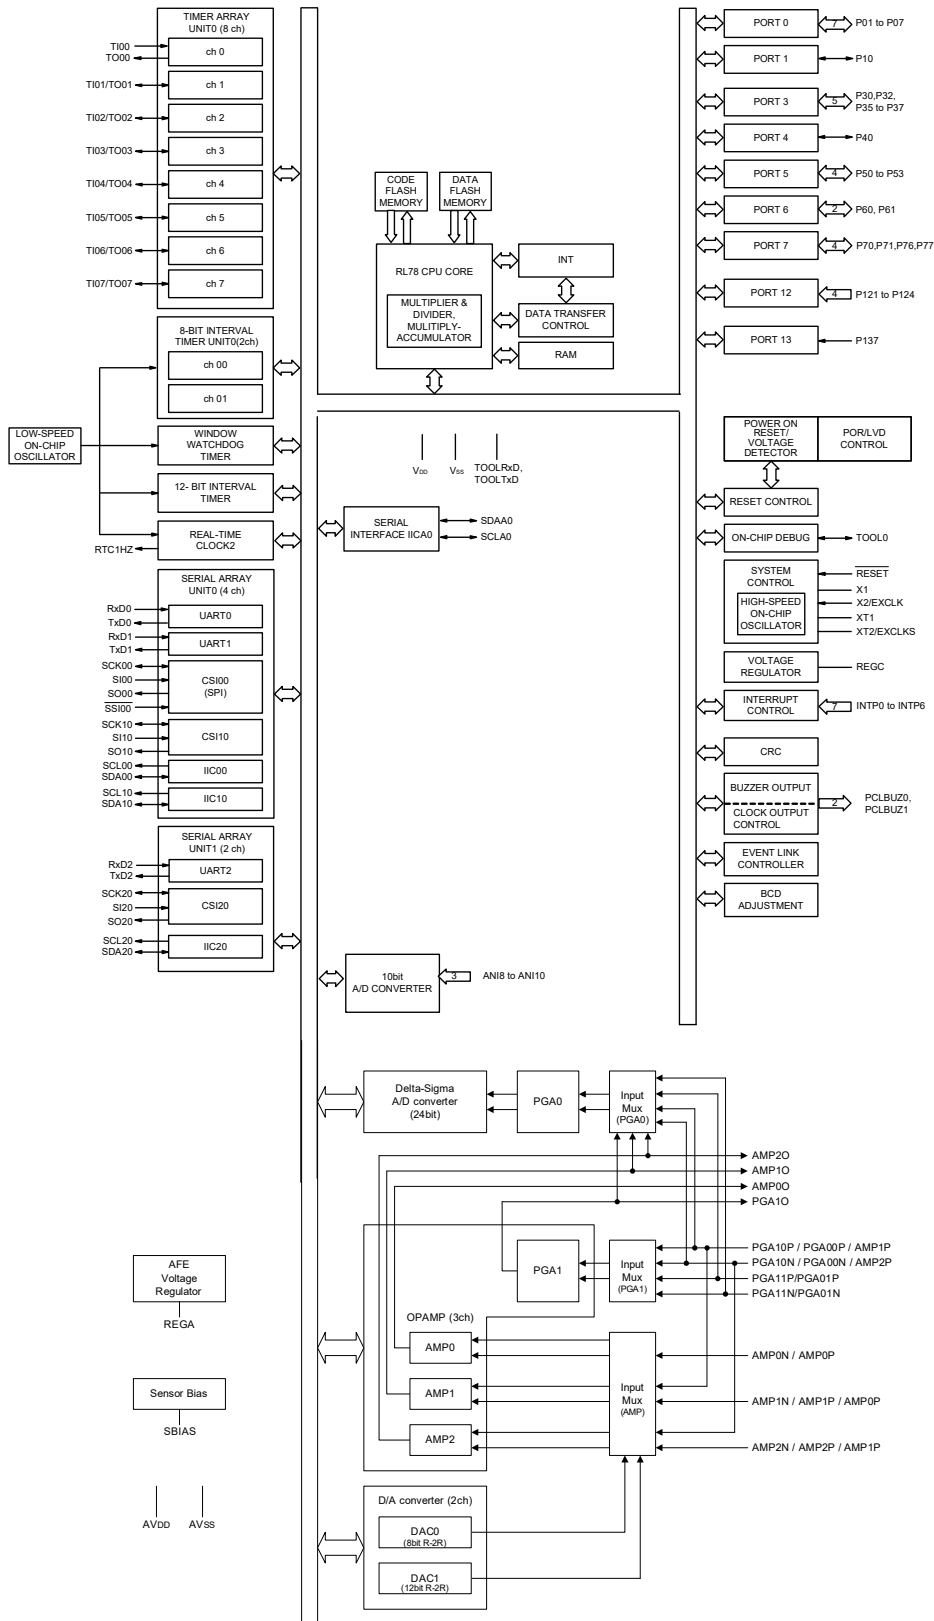 TIMER ARRAY
UNIT0 (8 ch)
ch 0
ch 1
ch 2
ch 3
ch 4
ch 5
ch 6
ch 7
TI00
TO00
TI01/TO01
TI02/TO02
TI03/TO03
TI04/TO04
TI05/TO05
TI06/TO06
TI07/TO07
8-BIT INTERVAL
TIMER UNIT0(2ch)
ch 00
ch 01
LOW-SPEED
ON-CHIP
OSCILLATOR
WINDOW
WATCHDOG
TIMER
12- BIT INTERVAL
TIMER
REAL-TIME
CLOCK2
RTC1HZ
SERIAL ARRAY
UNIT0 (4 ch)
UART0
UART1
CSI00
(SPI)
CSI10
IIC00
IIC10
RxD0
TxD0
RxD1
TxD1
SCK00
SI00
SO00
SSI00
SCK10
SI10
SO10
SCL00
SDA00
SCL10
SDA10
SERIAL ARRAY
UNIT1 (2 ch)
UART2
CSI20
IIC20
RxD2
TxD2
SCK20
SI20
SO20
SCL20
SDA20
CODE
FLASH
MEMORY
DATA
FLASH
MEMORY
RL78 CPU CORE
MULTIPLIER &
DIVIDER,
MULITIPLY-
ACCUMULATOR
INT
DATA TRANSFER
CONTROL
RAM
VDD
VSS
TOOLRxD,
TOOLTxD
SERIAL
INTERFACE IICA0
SDAA0
SCLA0
10bit
A/D CONVERTER
3
ANI8 to ANI10
PORT 0
7
P01 to P07
PORT 1
P10
PORT 3
5
P30,P32,
P35 to P37
PORT 4
P40
PORT 5
4
P50 to P53
PORT 6
2
P60, P61
PORT 7
4
P70,P71,P76,P77
PORT 12
4
P121 to P124
PORT 13
P137
POWER ON
RESET/
VOLTAGE
DETECTOR
POR/LVD
CONTROL
RESET CONTROL
ON-CHIP DEBUG
TOOL0
SYSTEM
CONTROL
HIGH-SPEED
ON-CHIP
OSCILLATOR
RESET
X1
X2/EXCLK
XT1
XT2/EXCLKS
VOLTAGE
REGULATOR
REGC
INTERRUPT
CONTROL
7
INTP0 to INTP6
CRC
BUZZER OUTPUT
CLOCK OUTPUT
CONTROL
2
PCLBUZ0,
PCLBUZ1
EVENT LINK
CONTROLLER
BCD
ADJUSTMENT
Delta-Sigma
A/D converter
(24bit)
PGA0
Input
Mux
(PGA0)
AMP2O
AMP1O
AMP0O
PGA1O
PGA1
Input
Mux
(PGA1)
PGA10P / PGA00P / AMP1P
PGA10N / PGA00N / AMP2P
PGA11P/PGA01P
PGA11N/PGA01N
OPAMP (3ch)
AMP0
AMP1
AMP2
Input
Mux
(AMP)
AMP0N / AMP0P
AMP1N / AMP1P / AMP0P
AMP2N / AMP2P / AMP1P
D/A converter (2ch)
DAC0
(8bit R-2R)
DAC1
(12bit R-2R)
AFE
Voltage
Regulator
REGA
Sensor Bias
SBIAS
AVDD
AVSS